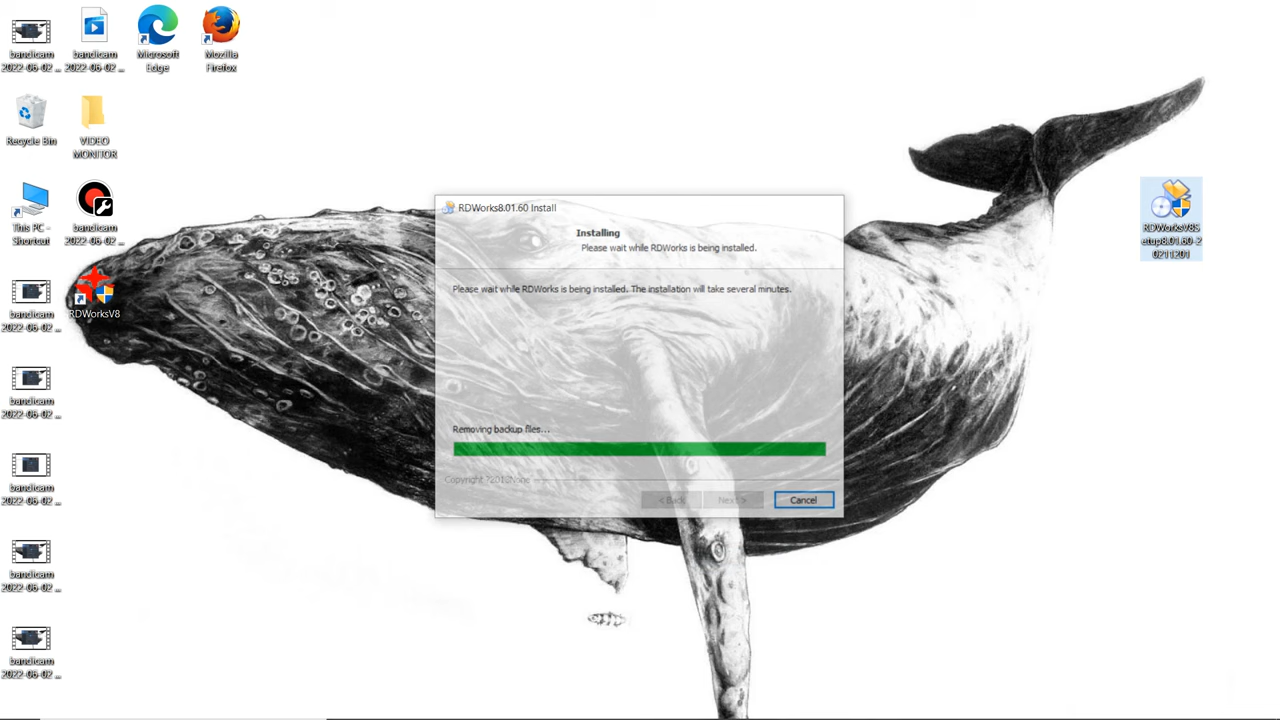 bandicam
2022-06-02 ...
bandicam
2022-06-02 ...
Microsoft
Edge
Mozilla
Firefox
Recycle Bin
VIDEO
MONITOR
This PC -
Shortcut
bandicam
2022-06-02 ...
bandicam
2022-06-02 ...
RDWorksV8
bandicam
2022-06-02 ...
bandicam
2022-06-02 ...
bandicam
2022-06-02 ...
bandicam
2022-06-02 ...
RDWorks8.01.60 Install
Installing
Please wait while RDWorks is being installed.
Please wait while RDWorks is being installed. The installation will take several minutes.
Removing backup files...
Copyright ?2010None
< Back
Next >
Cancel
RDWorksV8S
etup8.01.60-2
0211201